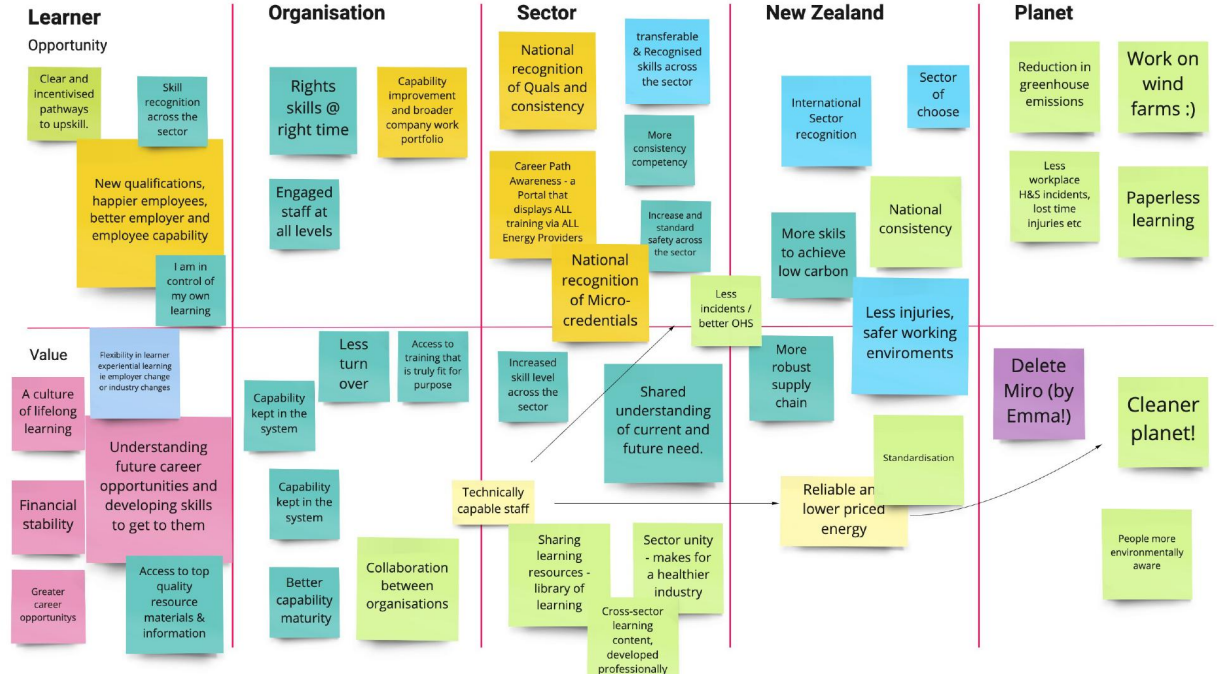 Learner
Organisation
Sector
New Zealand
Planet
Opportunity
Clear and
incentivised
pathways
to upskill.
Skill
recognition
across the
sector
New qualifications,
happier employees,
better employer and
employee capability
I am in
control of
my own
learning
Rights
skills @
right time
Capability
improvement
and broader
company work
portfolio
Engaged
staff at
all levels
National
recognition
of Quals and
consistency
transferable
& Recognised
skills across
the sector
More
consistency
competency
Career Path
Awareness - a
Portal that
displays ALL
training via ALL
Energy Providers
Increase and
standard
safety across
the sector
National
recognition
of Micro-
credentials
Less
incidents /
better OHS
International
Sector
recognition
Sector
of
choose
National
consistency
More skils
to achieve
low carbon
Less injuries,
safer working
enviroments
Reduction in
greenhouse
emissions
Work on
wind
farms :)
Less
workplace
H&S incidents,
lost time
injuries etc
Paperless
learning
Value
Flexibility in learner
experiential learning
ie employer change
or industry changes
A culture
of lifelong
learning
Understanding
future career
opportunities and
developing skills
to get to them
Financial
stability
Greater
career
opportunitys
Access to top
quality
resource
materials &
information
Less
turn
over
Access to
training that
is truly fit for
purpose
Capability
kept in the
system
Capability
kept in the
system
Better
capability
maturity
Collaboration
between
organisations
Increased
skill level
across the
sector
Shared
understanding
of current and
future need.
Technically
capable staff
Sharing
learning
resources -
library of
learning
Sector unity
- makes for
a healthier
industry
Cross-sector
learning
content,
developed
professionally
More
robust
supply
chain
Standardisation
Reliable and
lower priced
energy
Delete
Miro (by
Emma!)
Cleaner
planet!
People more
environmentally
aware